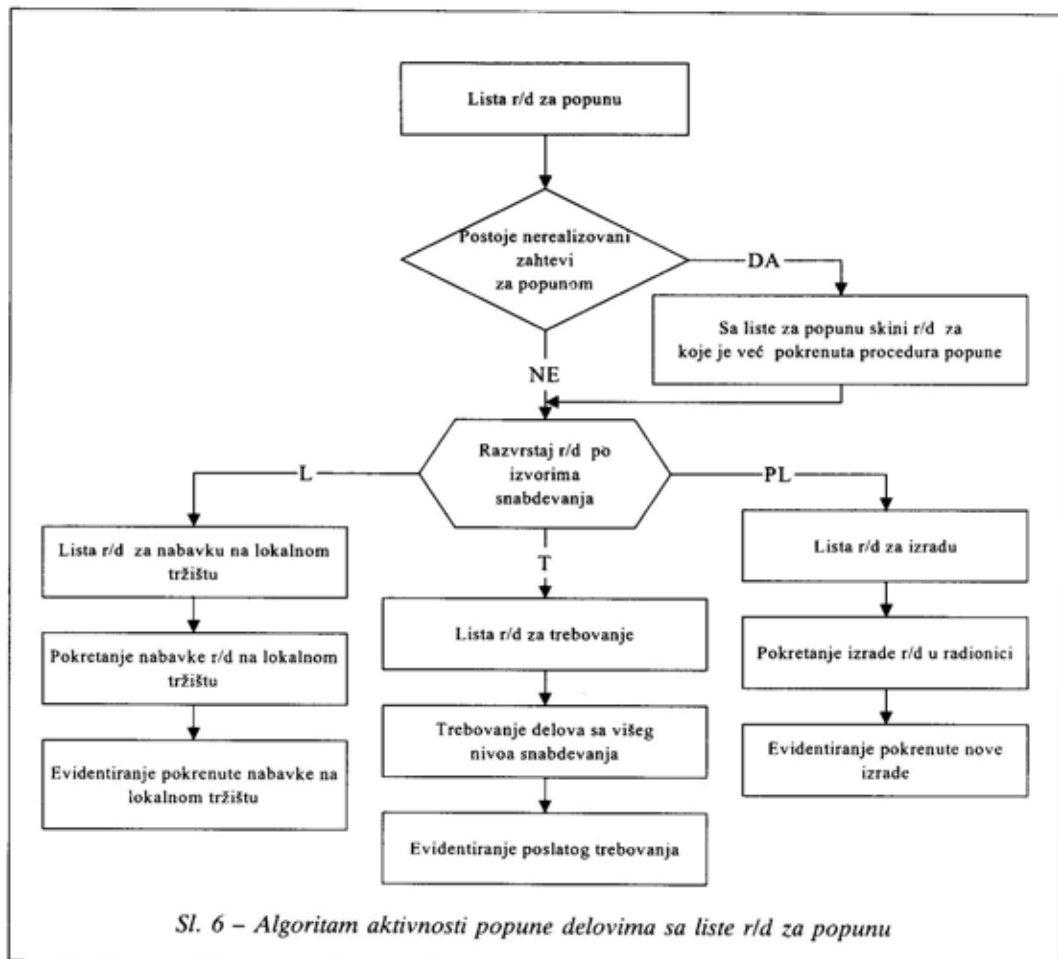 Lista r/d za popunu
Postoje nerealizovani
zahtevi
za popunom
DA
Sa liste za popunu skini r/d za
koje je već pokrenuta procedura popune
NE
Razvrstaj r/d po
izvorima
snabdevanja
L
PL
T
Lista r/d za nabavku na lokalnom
tržištu
Pokretanje nabavke r/d na lokalnom
tržištu
Evidentiranje pokrenute nabavke na
lokalnom tržištu
Lista r/d za trebovanje
Trebovanje delova sa višeg
nivoa snabdevanja
Evidentiranje poslatog trebovanja
Lista r/d za izradu
Pokretanje izrade r/d u radionici
Evidentiranje pokrenute nove
izrade
Sl. 6 – Algoritam aktivnosti popune delovima sa liste r/d za popunu